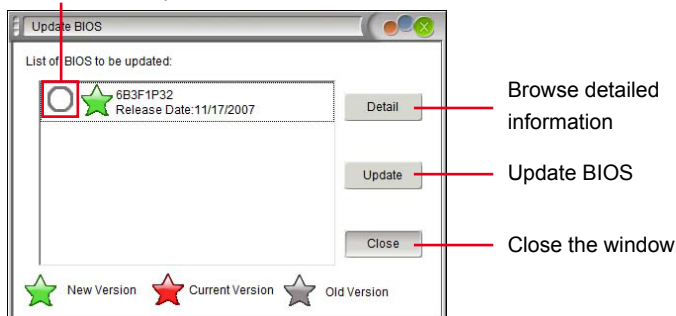 Update BIOS
List of BIOS to be updated:
6B3F1P32
Release Date:11/17/2007
Detail
Browse detailed
information
Update
Update BIOS
Close
Close the window
New Version
Current Version
Old Version